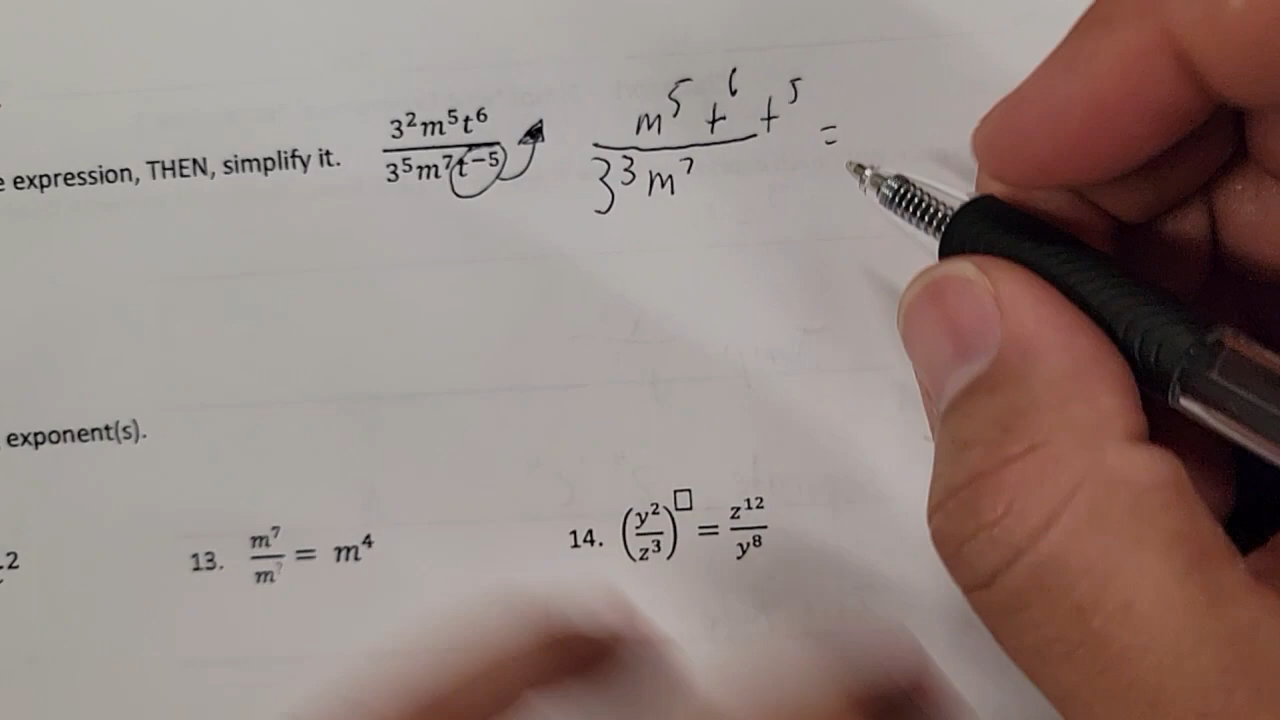 e expression, THEN, simplify it. 3²m⁵t⁶ / 3⁵m⁷t⁻⁵ m⁵ t⁶ t⁵ / 3³ m⁷ =
exponent(s).
2
13. m⁷ / m^? = m⁴
14. (y² / z³)^□ = z¹² / y⁸